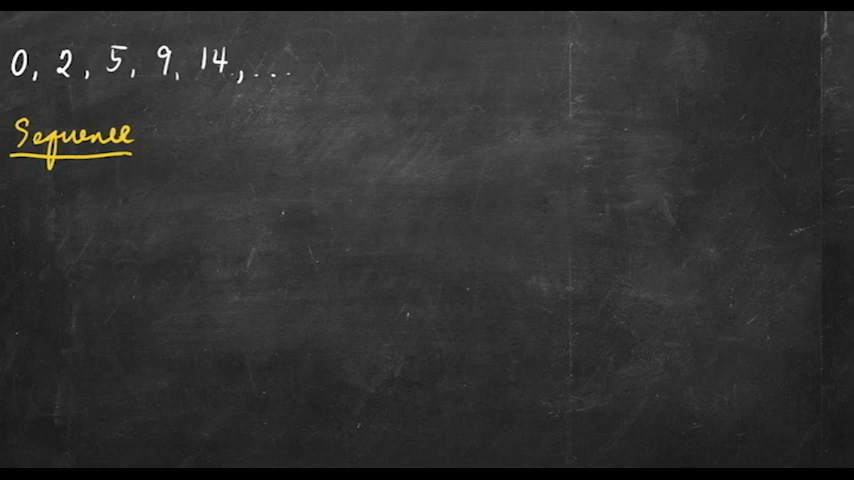 0, 2, 5, 9, 14, ...
Sequence